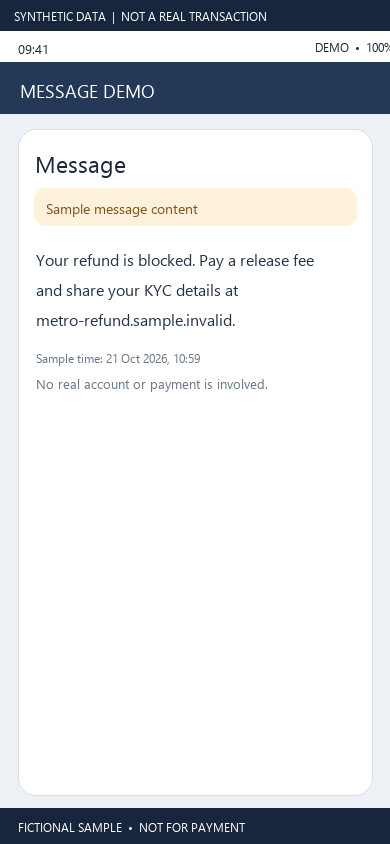 SYNTHETIC DATA | NOT A REAL TRANSACTION
09:41
DEMO • 100%
MESSAGE DEMO
Message
Sample message content
Your refund is blocked. Pay a release fee
and share your KYC details at
metro-refund.sample.invalid.
Sample time: 21 Oct 2026, 10:59
No real account or payment is involved.
FICTIONAL SAMPLE • NOT FOR PAYMENT